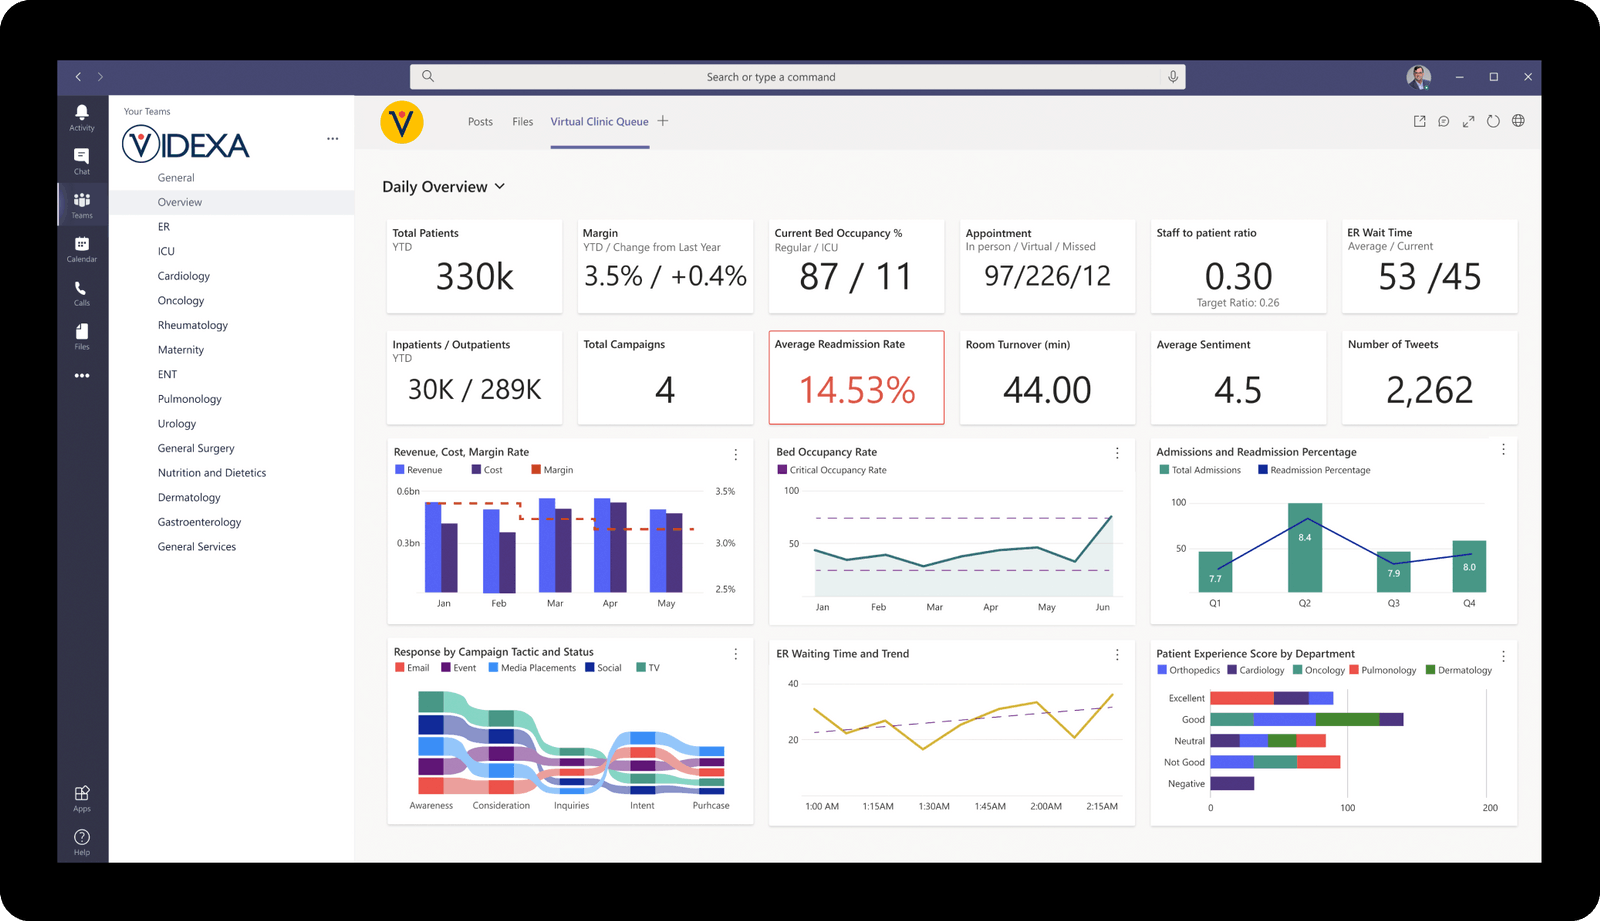 Search or type a command
Activity
Chat
Teams
Calendar
Calls
Files
Apps
Help
Your Teams
VIDEXA
General
Overview
ER
ICU
Cardiology
Oncology
Rheumatology
Maternity
ENT
Pulmonology
Urology
General Surgery
Nutrition and Dietetics
Dermatology
Gastroenterology
General Services
V
Posts Files Virtual Clinic Queue
Daily Overview
Total Patients
YTD
330k
Margin
YTD / Change from Last Year
3.5% / +0.4%
Current Bed Occupancy %
Regular / ICU
87 / 11
Appointment
In person / Virtual / Missed
97/226/12
Staff to patient ratio
0.30
Target Ratio: 0.26
ER Wait Time
Average / Current
53 /45
Inpatients / Outpatients
YTD
30K / 289K
Total Campaigns
4
Average Readmission Rate
14.53%
Room Turnover (min)
44.00
Average Sentiment
4.5
Number of Tweets
2,262
Revenue, Cost, Margin Rate
Revenue Cost Margin
0.6bn 3.5%
0.3bn 3.0%
2.5%
Jan Feb Mar Apr May
Bed Occupancy Rate
Critical Occupancy Rate
100
50
Jan Feb Mar Apr May Jun
Admissions and Readmission Percentage
Total Admissions Readmission Percentage
100
50
7.7 8.4 7.9 8.0
Q1 Q2 Q3 Q4
Response by Campaign Tactic and Status
Email Event Media Placements Social TV
Awareness Consideration Inquiries Intent Purhcase
ER Waiting Time and Trend
40
20
1:00 AM 1:15AM 1:30AM 1:45AM 2:00AM 2:15AM
Patient Experience Score by Department
Orthopedics Cardiology Oncology Pulmonology Dermatology
Excellent
Good
Neutral
Not Good
Negative
0 100 200